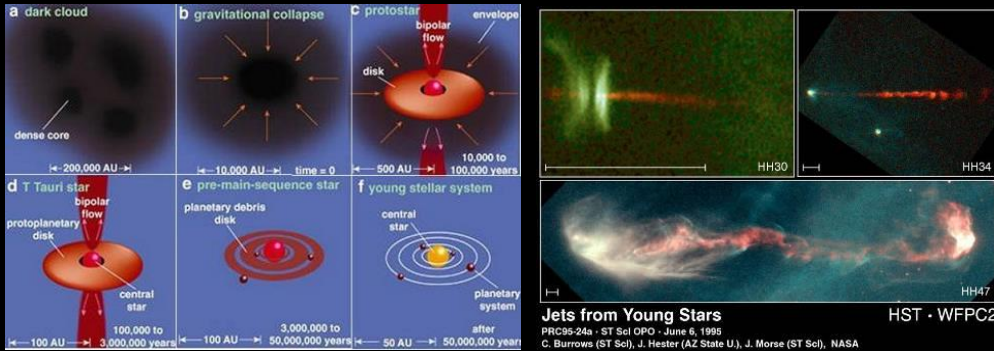 a dark cloud
dense core
200,000 AU
b gravitational collapse
10,000 AU time = 0
c protostar
envelope
bipolar
flow
disk
500 AU
10,000 to
100,000 years
d T Tauri star
bipolar
flow
protoplanetary
disk
central
star
100 AU
100,000 to
3,000,000 years
e pre-main-sequence star
planetary debris
disk
100 AU
3,000,000 to
50,000,000 years
f young stellar system
central
star
planetary
system
50 AU
after
50,000,000 years
HH30
HH34
HH47
Jets from Young Stars
HST · WFPC2
PRC95-24a · ST ScI OPO · June 6, 1995
C. Burrows (ST ScI), J. Hester (AZ State U.), J. Morse (ST ScI), NASA